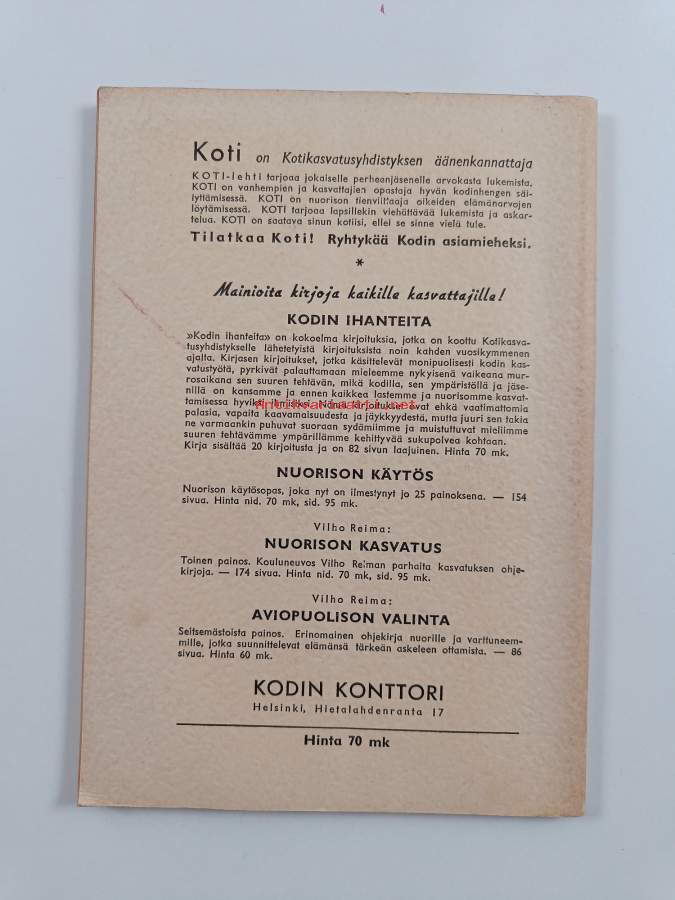 Koti on Kotikasvatusyhdistyksen äänenkannattaja
KOTI-lehti tarjoaa jokaiselle perheenjäsenelle arvokasta lukemista.
KOTI on vanhempien ja kasvattajien opastaja hyvän kodinhengen säi-
lyttämisessä. KOTI on nuorison tienviittaaja oikeiden elämänarvojen
löytämisessä. KOTI tarjoaa lapsillekin viehättävää lukemista ja askar-
telua. KOTI on saatava sinun kotiisi, ellei se sinne vielä tule.
Tilatkaa Koti! Ryhtykää Kodin asiamieheksi.
*
Mainioita kirjoja kaikille kasvattajille!
KODIN IHANTEITA
»Kodin ihanteita» on kokoelma kirjoituksia, jotka on koottu Kotikasva-
tusyhdistykselle lähetetyistä kirjoituksista noin kahden vuosikymmenen
ajalta. Kirjasen kirjoitukset, jotka käsittelevät monipuolisesti kodin kas-
vatustyötä, pyrkivät palauttamaan mieleemme nykyisenä vaikeana mur-
rosaikana sen suuren tehtävän, mikä kodilla, sen ympäristöllä ja jäse-
nillä on kansamme ja ennen kaikkea lastemme ja nuorisomme kasvat-
tamisessa hyviksi ihmisiksi. Nämä kirjoitukset ovat ehkä vaatimattomia
palasia, vapaita kaavamaisuudesta ja jäykkyydestä, mutta juuri sen takia
ne varmaankin puhuvat suoraan sydämiimme ja muistuttuvat mieliimme
suuren tehtävämme ympärillämme kehittyvää sukupolvea kohtaan.
Kirja sisältää 20 kirjoitusta ja on 82 sivun laajuinen. Hinta 70 mk.
NUORISON KÄYTÖS
Nuorison käytösopas, joka nyt on ilmestynyt jo 25 painoksena. — 154
sivua. Hinta nid. 70 mk, sid. 95 mk.
Vilho Reima:
NUORISON KASVATUS
Toinen painos. Kouluneuvos Vilho Reiman parhaita kasvatuksen ohje-
kirjoja. — 174 sivua. Hinta nid. 70 mk, sid. 95 mk.
Vilho Reima:
AVIOPUOLISON VALINTA
Seitsemästoista painos. Erinomainen ohjekirja nuorille ja varttuneem-
mille, jotka suunnittelevat elämänsä tärkeän askeleen ottamista. — 86
sivua. Hinta 60 mk.
KODIN KONTTORI
Helsinki, Hietalahdenranta 17
Hinta 70 mk